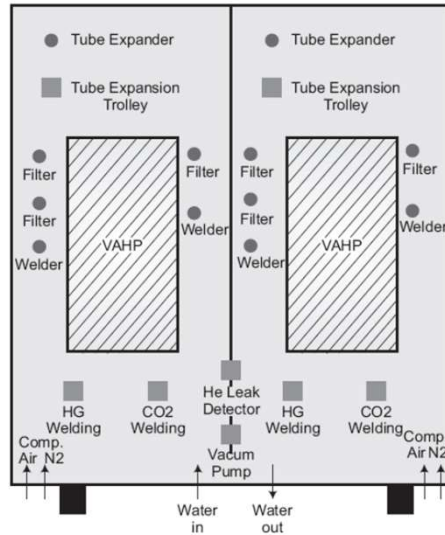 Tube Expander
Tube Expander
Tube Expansion
Trolley
Tube Expansion
Trolley
Filter
Filter
Filter
Filter
Filter
Filter
Welder
Welder
Welder
Welder
VAHP
VAHP
He Leak
Detector
HG
Welding
CO2
Welding
HG
Welding
CO2
Welding
Vacum
Pump
Comp.
Air N2
Comp.
Air N2
Water
in
Water
out